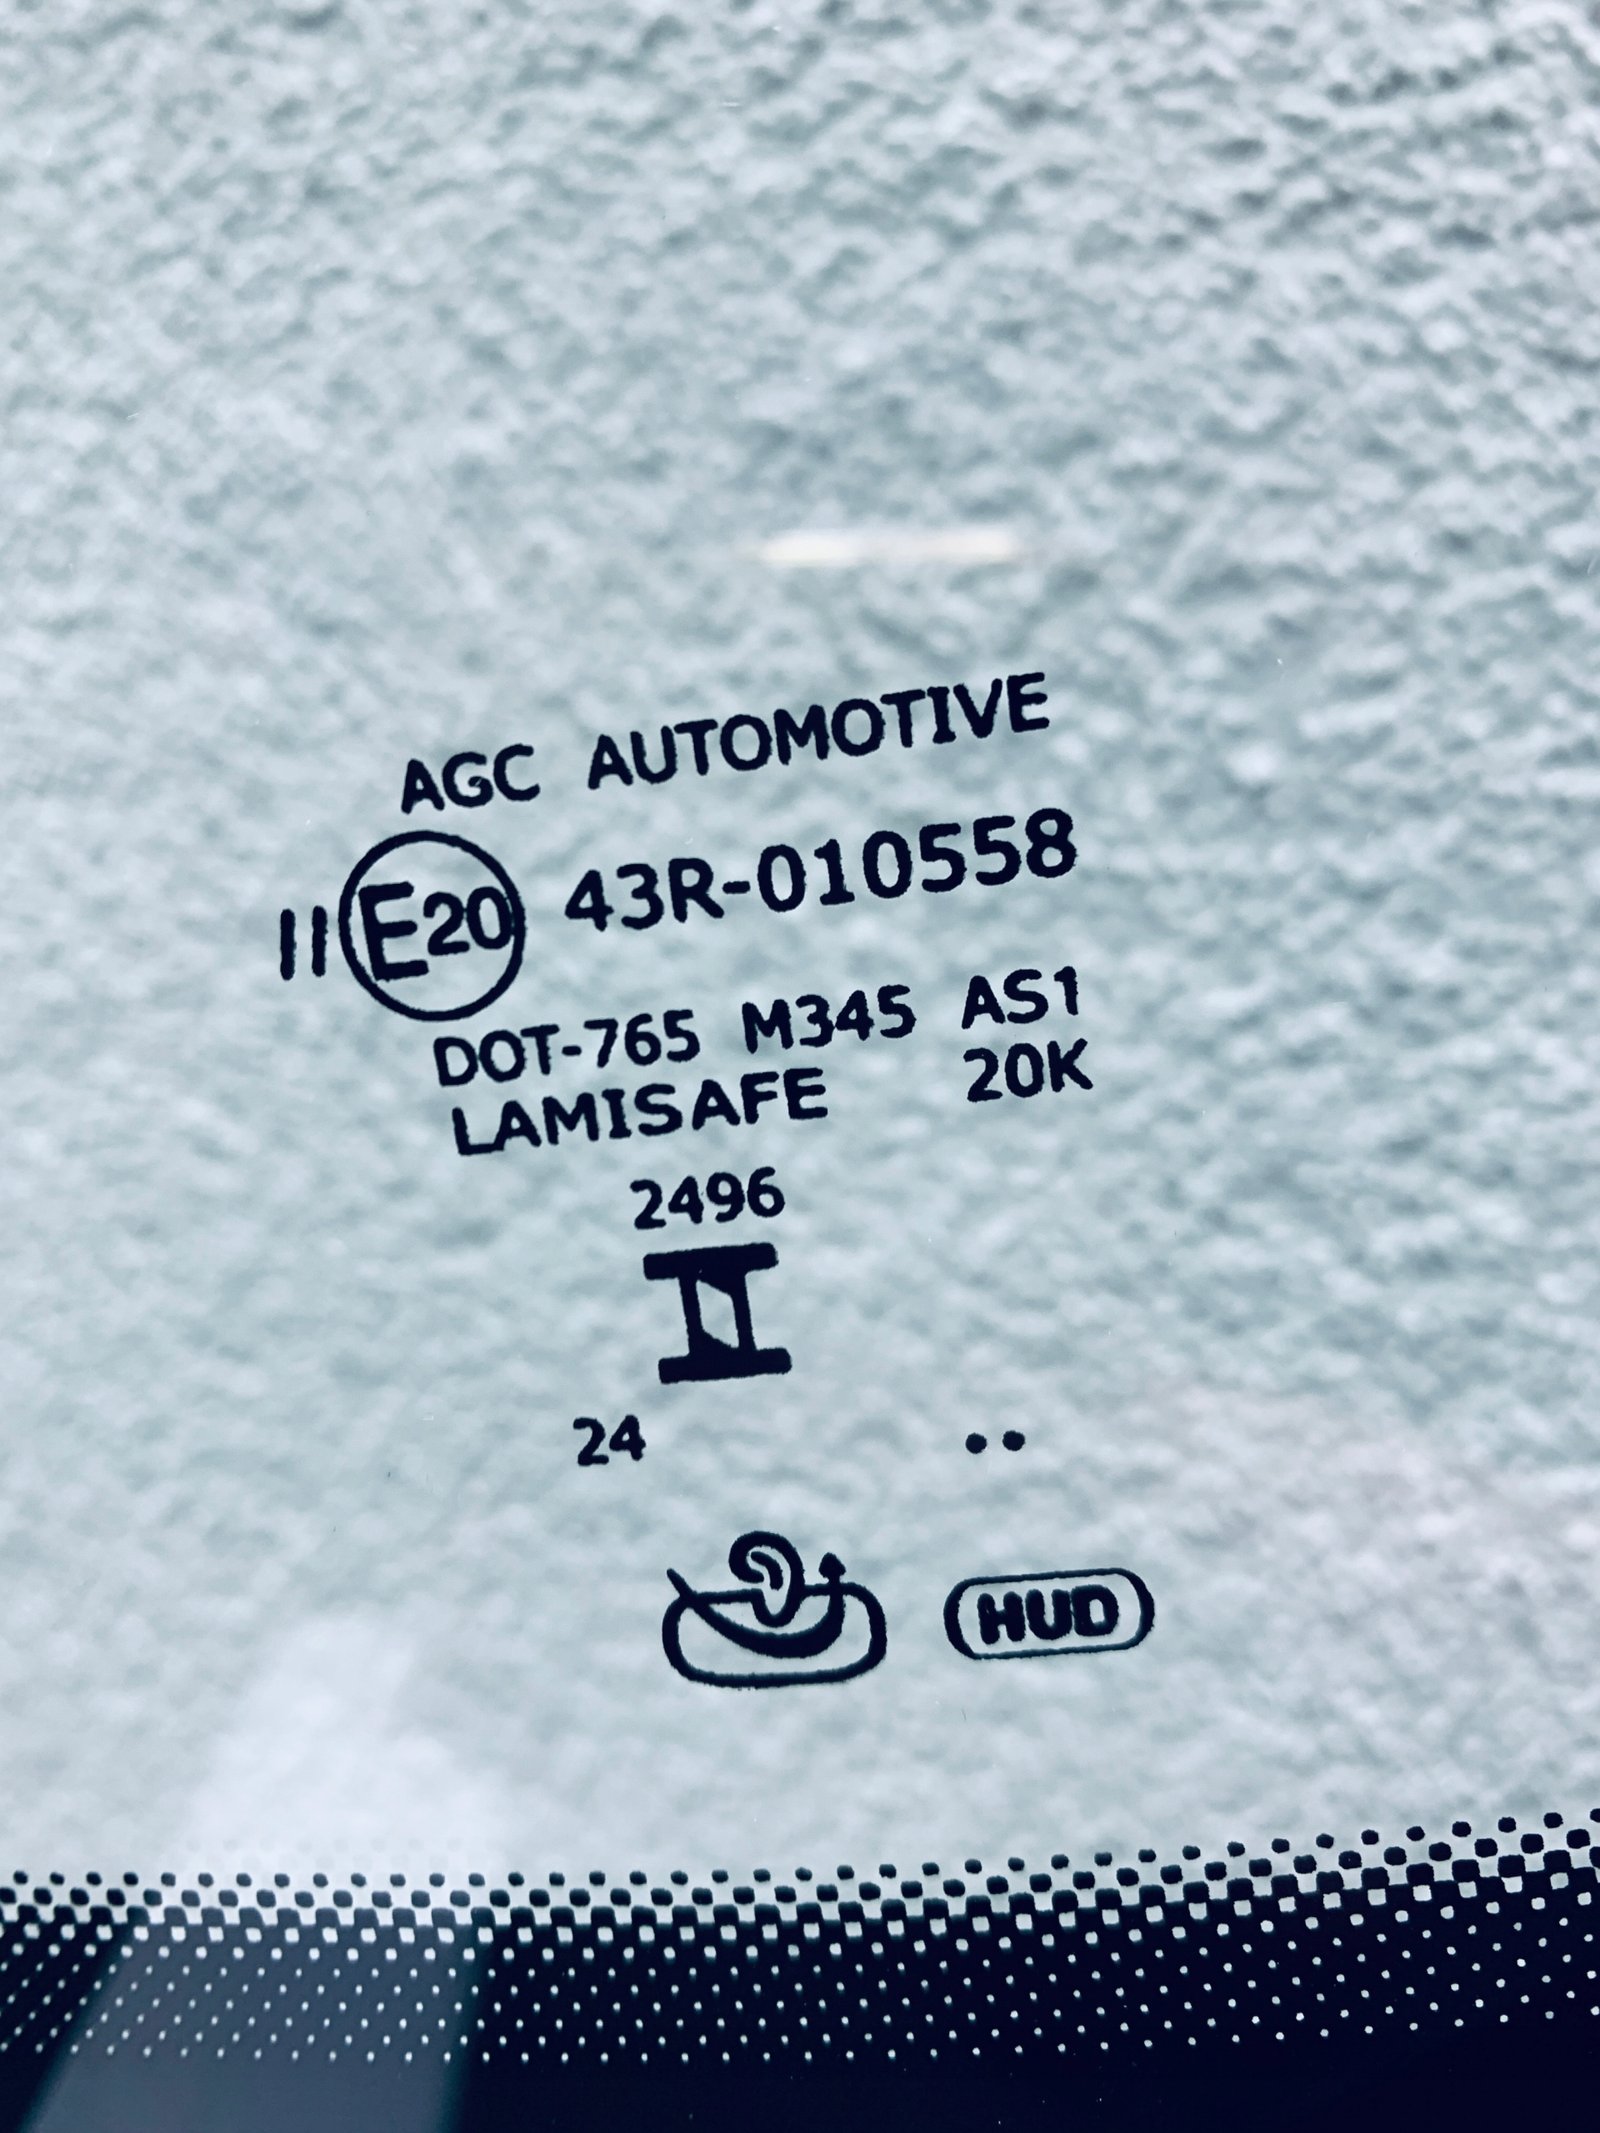 AGC AUTOMOTIVE
II E20 43R-010558
DOT-765 M345 AS1
LAMISAFE 20K
2496
24 ..
HUD